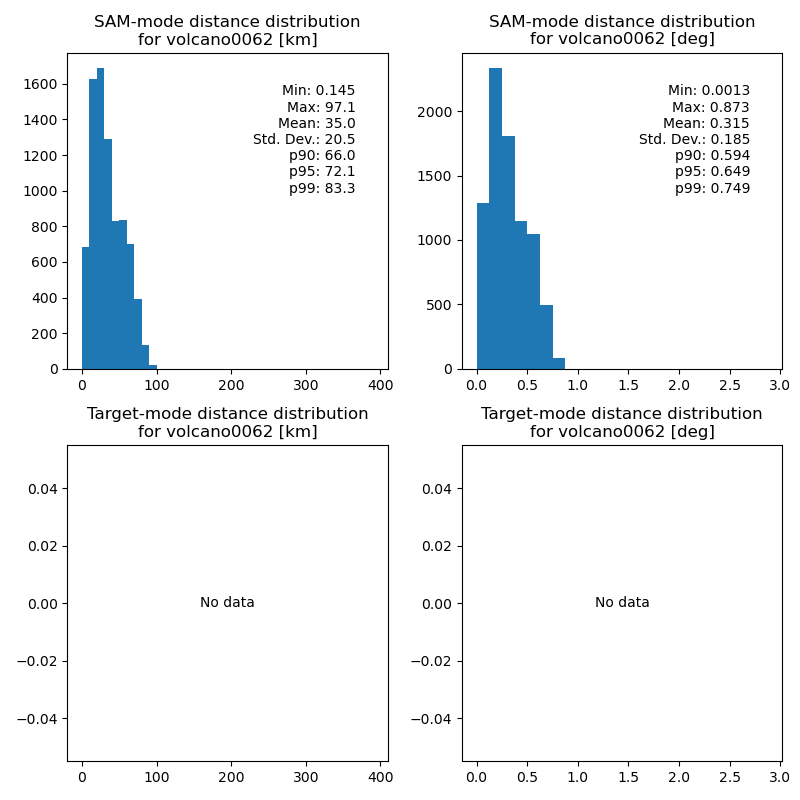 SAM-mode distance distribution
for volcano0062 [km]
1600
1400
1200
1000
800
600
400
200
0
Min: 0.145
Max: 97.1
Mean: 35.0
Std. Dev.: 20.5
p90: 66.0
p95: 72.1
p99: 83.3
0 100 200 300 400
SAM-mode distance distribution
for volcano0062 [deg]
2000
1500
1000
500
0
Min: 0.0013
Max: 0.873
Mean: 0.315
Std. Dev.: 0.185
p90: 0.594
p95: 0.649
p99: 0.749
0.0 0.5 1.0 1.5 2.0 2.5 3.0
Target-mode distance distribution
for volcano0062 [km]
0.04
0.02
0.00
−0.02
−0.04
No data
0 100 200 300 400
Target-mode distance distribution
for volcano0062 [deg]
0.04
0.02
0.00
−0.02
−0.04
No data
0.0 0.5 1.0 1.5 2.0 2.5 3.0